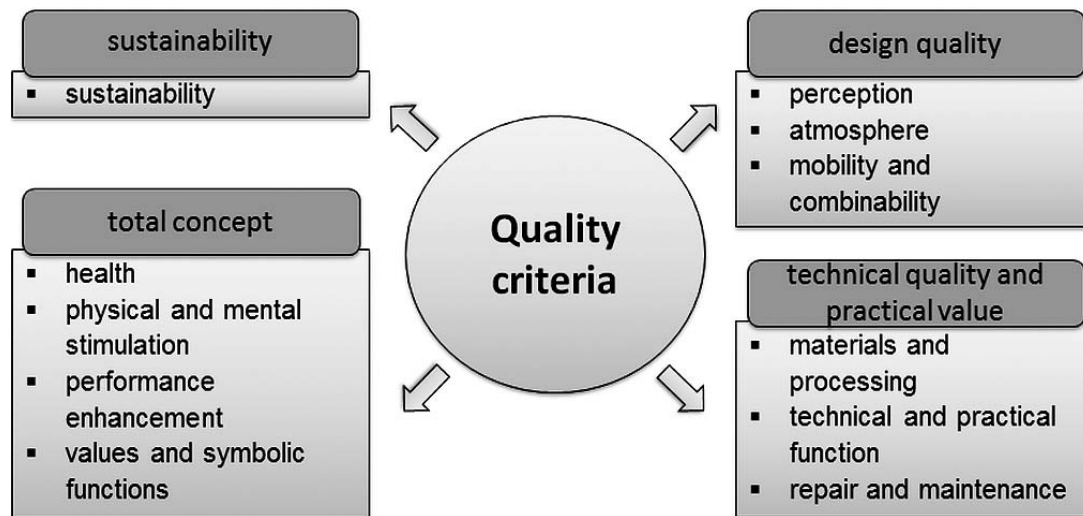 sustainability
▪ sustainability
total concept
▪ health
▪ physical and mental
stimulation
▪ performance
enhancement
▪ values and symbolic
functions
Quality
criteria
design quality
▪ perception
▪ atmosphere
▪ mobility and
combinability
technical quality and
practical value
▪ materials and
processing
▪ technical and practical
function
▪ repair and maintenance